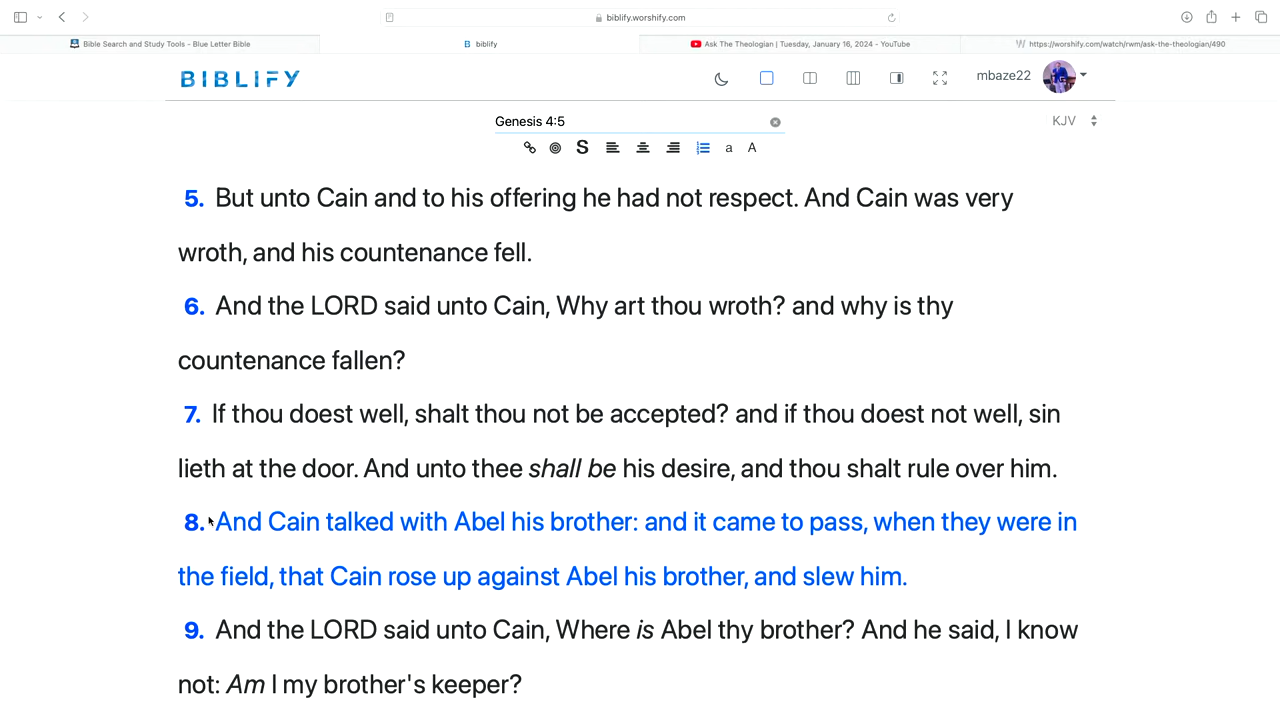 biblify.worshify.com
Bible Search and Study Tools - Blue Letter Bible
biblify
Ask The Theologian | Tuesday, January 16, 2024 - YouTube
https://worshify.com/watch/rwm/ask-the-theologian/490
BIBLIFY
mbaze22
Genesis 4:5
KJV
S
a A
5. But unto Cain and to his offering he had not respect. And Cain was very
wroth, and his countenance fell.
6. And the LORD said unto Cain, Why art thou wroth? and why is thy
countenance fallen?
7. If thou doest well, shalt thou not be accepted? and if thou doest not well, sin
lieth at the door. And unto thee shall be his desire, and thou shalt rule over him.
8. And Cain talked with Abel his brother: and it came to pass, when they were in
the field, that Cain rose up against Abel his brother, and slew him.
9. And the LORD said unto Cain, Where is Abel thy brother? And he said, I know
not: Am I my brother's keeper?